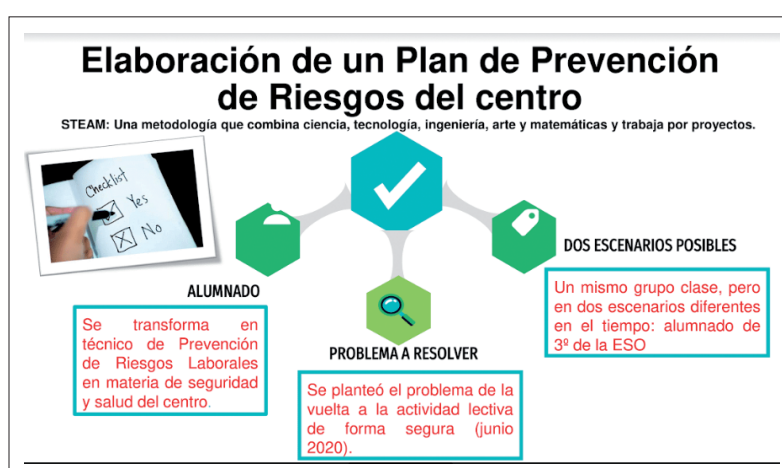 Elaboración de un Plan de Prevención
de Riesgos del centro
STEAM: Una metodología que combina ciencia, tecnología, ingeniería, arte y matemáticas y trabaja por proyectos.
Checklist
Yes
No
ALUMNADO
Se transforma en
técnico de Prevención
de Riesgos Laborales
en materia de seguridad
y salud del centro.
PROBLEMA A RESOLVER
Se planteó el problema de la
vuelta a la actividad lectiva
de forma segura (junio
2020).
DOS ESCENARIOS POSIBLES
Un mismo grupo clase, pero
en dos escenarios diferentes
en el tiempo: alumnado de
3º de la ESO